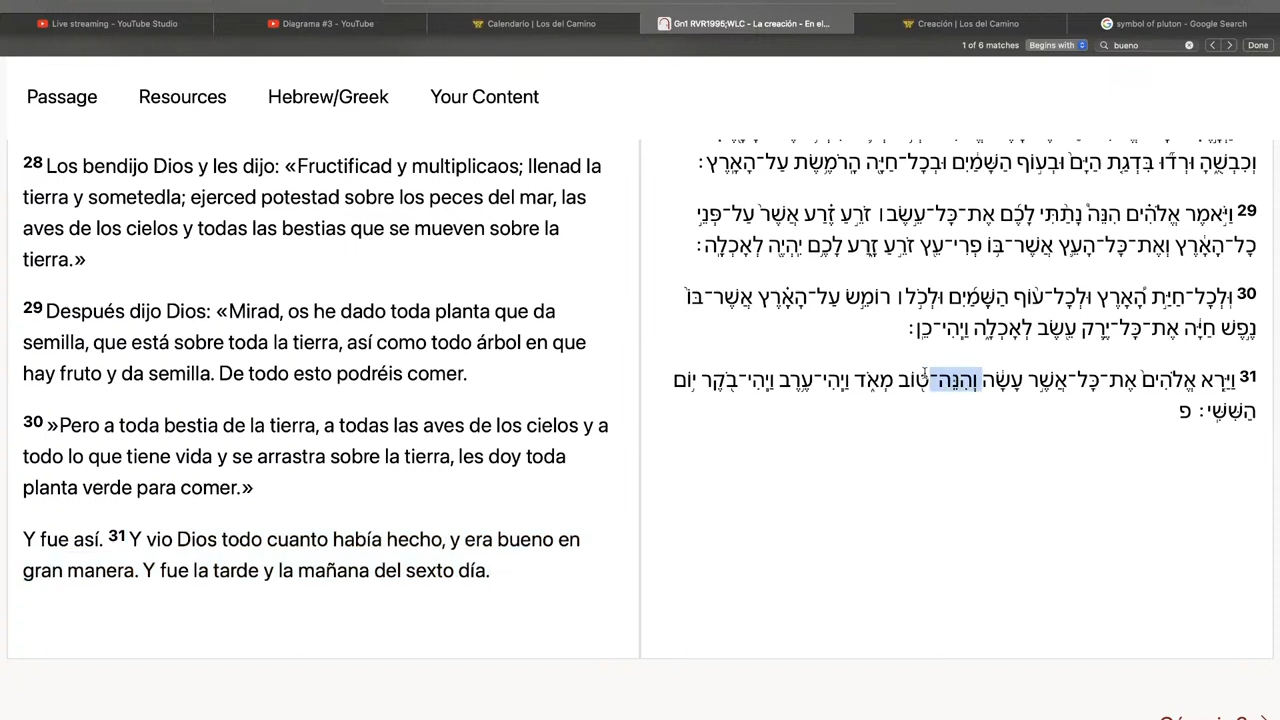 Live streaming - YouTube Studio
Diagrama #3 - YouTube
Calendario | Los del Camino
Gn1 RVR1995;WLC - La creación - En el...
Creación | Los del Camino
symbol of pluton - Google Search
1 of 6 matches
Begins with
bueno
Done
Passage
Resources
Hebrew/Greek
Your Content
28 Los bendijo Dios y les dijo: «Fructificad y multiplicaos; llenad la
tierra y sometedla; ejerced potestad sobre los peces del mar, las
aves de los cielos y todas las bestias que se mueven sobre la
tierra.»
29 Después dijo Dios: «Mirad, os he dado toda planta que da
semilla, que está sobre toda la tierra, así como todo árbol en que
hay fruto y da semilla. De todo esto podréis comer.
30 »Pero a toda bestia de la tierra, a todas las aves de los cielos y a
todo lo que tiene vida y se arrastra sobre la tierra, les doy toda
planta verde para comer.»
Y fue así. 31 Y vio Dios todo cuanto había hecho, y era bueno en
gran manera. Y fue la tarde y la mañana del sexto día.
וְכִבְשֻׁ֑הָ וּרְד֞וּ בִּדְגַ֤ת הַיָּם֙ וּבְע֣וֹף הַשָּׁמַ֔יִם וּבְכָל־חַיָּ֖ה הָֽרֹמֶ֥שֶׂת עַל־הָאָֽרֶץ׃
29 וַיֹּ֣אמֶר אֱלֹהִ֗ים הִנֵּה֩ נָתַ֨תִּי לָכֶ֜ם אֶת־כָּל־עֵ֣שֶׂב׀ זֹרֵ֣עַ זֶ֗רַע אֲשֶׁר֙ עַל־פְּנֵ֣י
כָל־הָאָ֔רֶץ וְאֶת־כָּל־הָעֵ֛ץ אֲשֶׁר־בּ֥וֹ פְרִי־עֵ֖ץ זֹרֵ֣עַ זָ֑רַע לָכֶ֥ם יִֽהְיֶ֖ה לְאָכְלָֽה׃
30 וּֽלְכָל־חַיַּ֣ת הָ֠אָרֶץ וּלְכָל־ע֨וֹף הַשָּׁמַ֜יִם וּלְכֹ֣ל׀ רוֹמֵ֣שׂ עַל־הָאָ֗רֶץ אֲשֶׁר־בּוֹ֙
נֶ֣פֶשׁ חַיָּ֔ה אֶת־כָּל־יֶ֥רֶק עֵ֖שֶׂב לְאָכְלָ֑ה וַֽיְהִי־כֵֽן׃
31 וַיַּ֤רְא אֱלֹהִים֙ אֶת־כָּל־אֲשֶׁ֣ר עָשָׂ֔ה וְהִנֵּה־ט֖וֹב מְאֹ֑ד וַֽיְהִי־עֶ֥רֶב וַֽיְהִי־בֹ֖קֶר י֥וֹם
הַשִּׁשִּֽׁי׃ פ